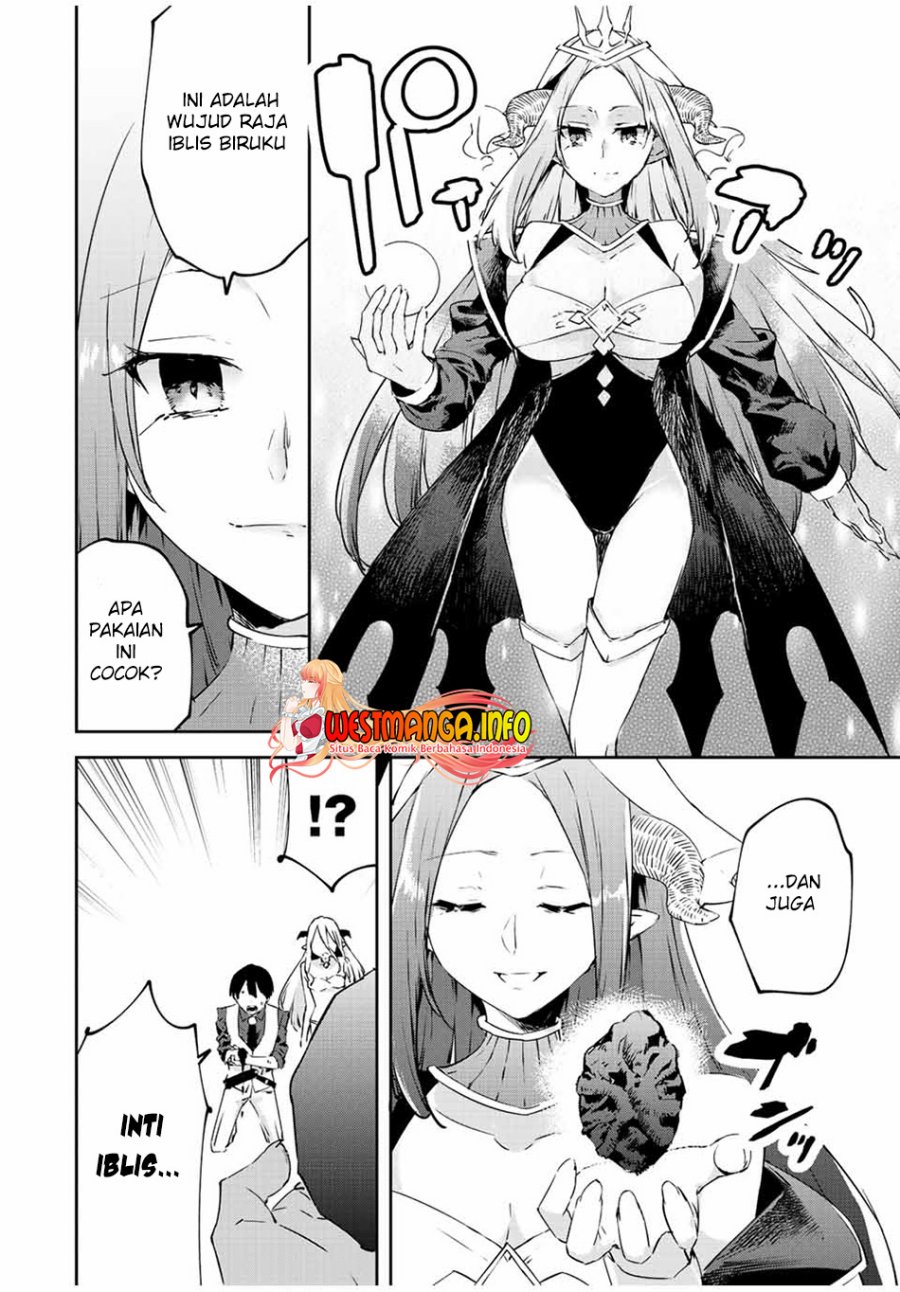 INI ADALAH
WUJUD RAJA
IBLIS BIRUKU
APA
PAKAIAN
INI
COCOK?
WESTMANGA.INFO
Situs Baca Komik Berbahasa Indonesia
...DAN
JUGA
!?
INTI
IBLIS...